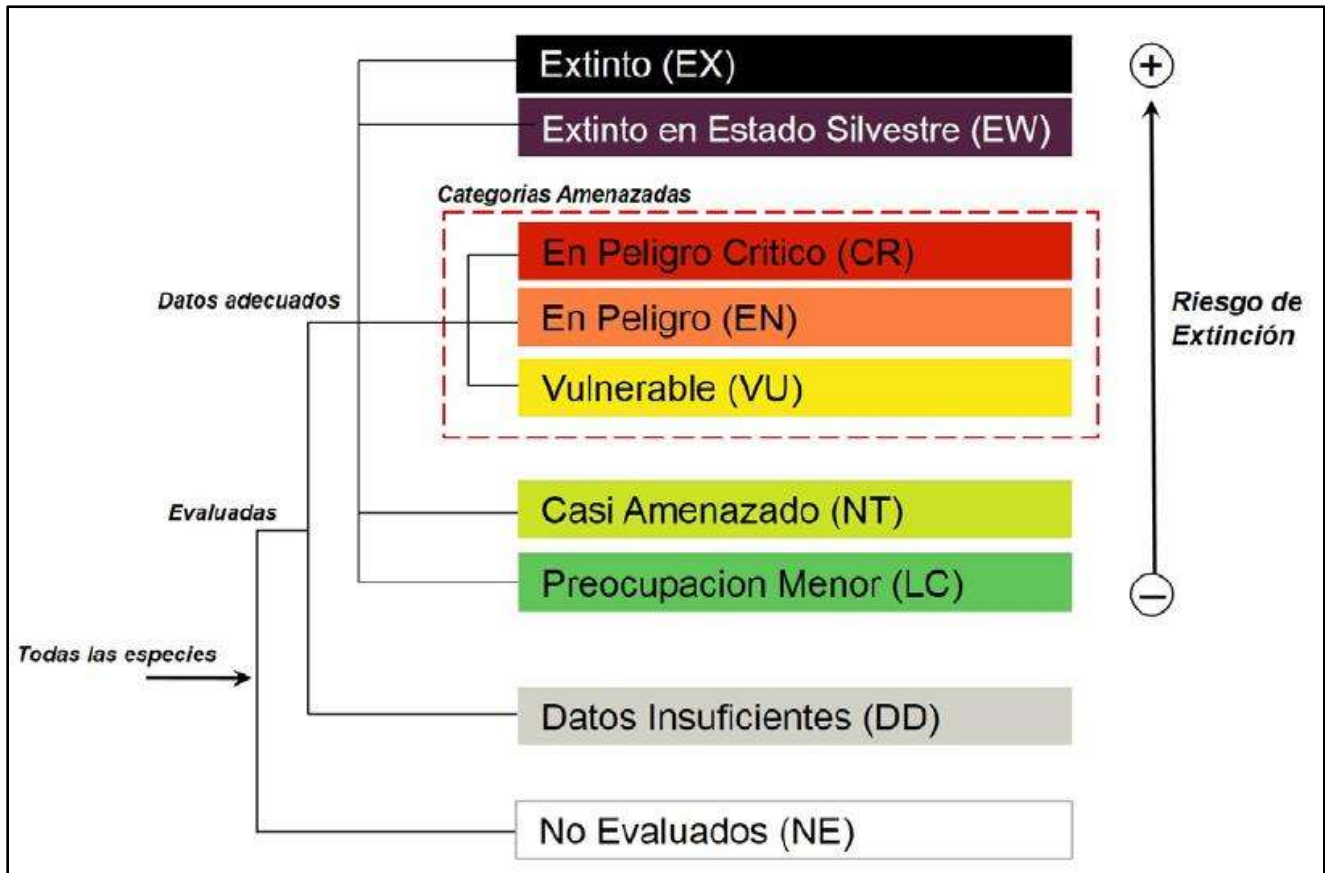 Extinto (EX)
Extinto en Estado Silvestre (EW)
Categorias Amenazadas
En Peligro Critico (CR)
Datos adecuados
En Peligro (EN)
Riesgo de
Extinción
Vulnerable (VU)
Evaluadas
Casi Amenazado (NT)
Preocupacion Menor (LC)
Todas las especies
Datos Insuficientes (DD)
No Evaluados (NE)